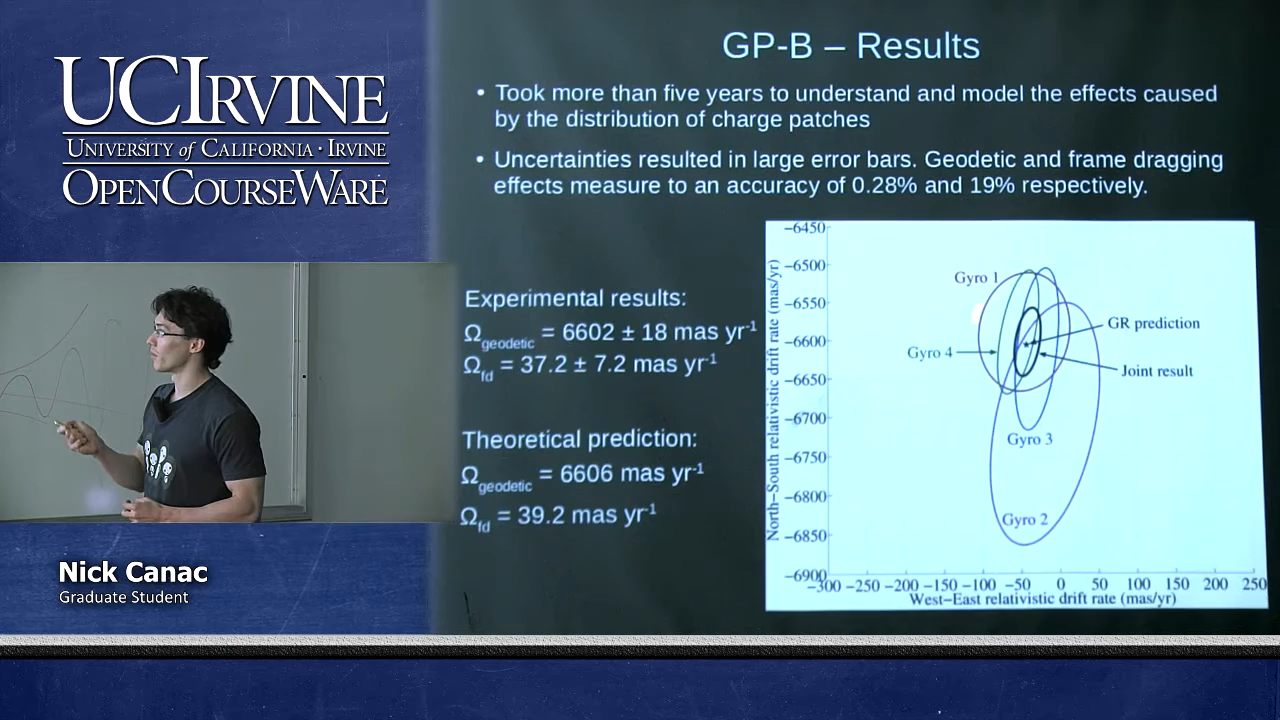 UCIRVINE
UNIVERSITY of CALIFORNIA · IRVINE
OPENCOURSEWARE
Nick Canac
Graduate Student
GP-B – Results
• Took more than five years to understand and model the effects caused
by the distribution of charge patches
• Uncertainties resulted in large error bars. Geodetic and frame dragging
effects measure to an accuracy of 0.28% and 19% respectively.
Experimental results:
Ωgeodetic = 6602 ± 18 mas yr-1
Ωfd = 37.2 ± 7.2 mas yr-1
Theoretical prediction:
Ωgeodetic = 6606 mas yr-1
Ωfd = 39.2 mas yr-1
North–South relativistic drift rate (mas/yr)
−6450
−6500
−6550
−6600
−6650
−6700
−6750
−6800
−6850
−6900
Gyro 1
GR prediction
Gyro 4
Joint result
Gyro 3
Gyro 2
−300 −250 −200 −150 −100 −50 0 50 100 150 200 250
West–East relativistic drift rate (mas/yr)